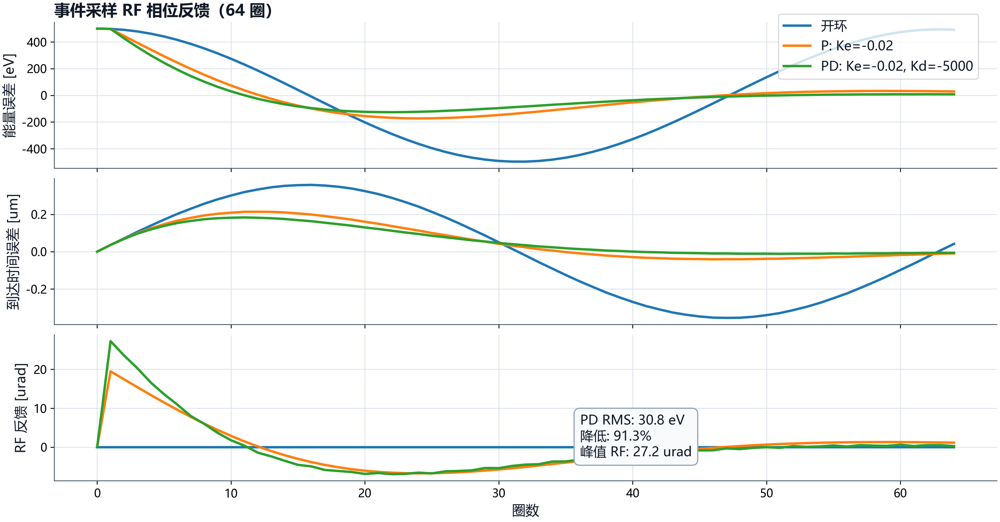 事件采样 RF 相位反馈（64 圈）
开环
P: Ke=-0.02
PD: Ke=-0.02, Kd=-5000
能量误差 [eV]
400
200
0
-200
-400
到达时间误差 [um]
0.2
0.0
-0.2
RF 反馈 [urad]
20
10
0
PD RMS: 30.8 eV
降低: 91.3%
峰值 RF: 27.2 urad
0 10 20 30 40 50 60
圈数